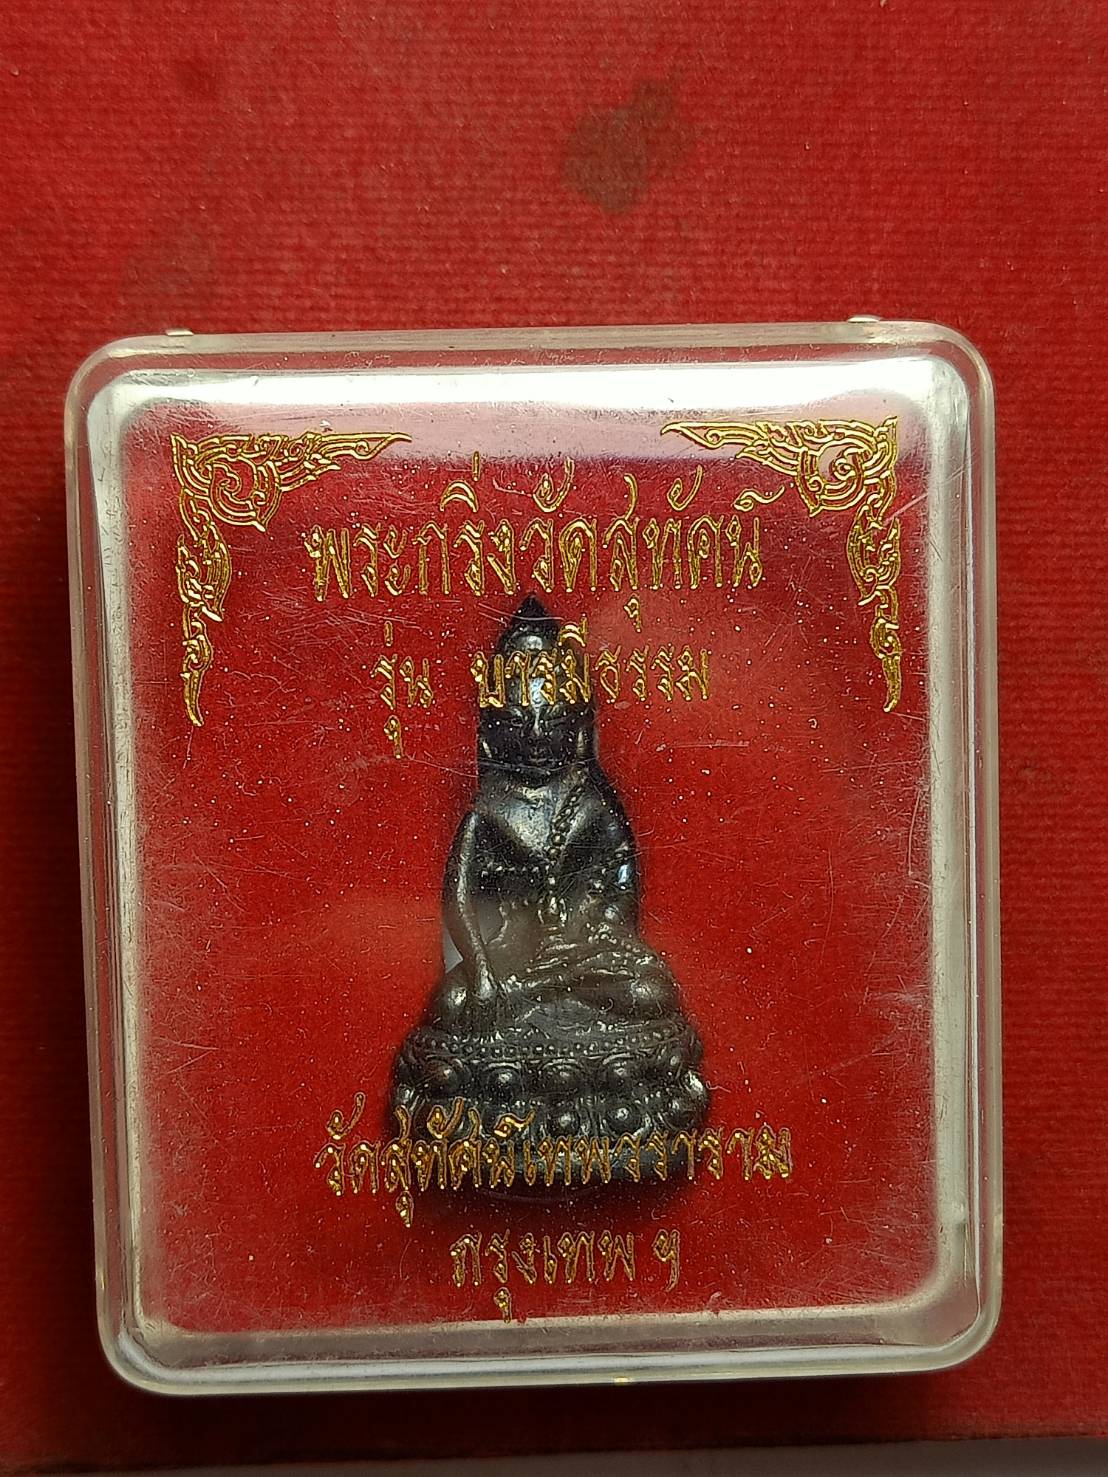 พระกริ่งวัดสุทัศน์
รุ่น บารมีธรรม
วัดสุทัศน์เทพวราราม
กรุงเทพ ฯ